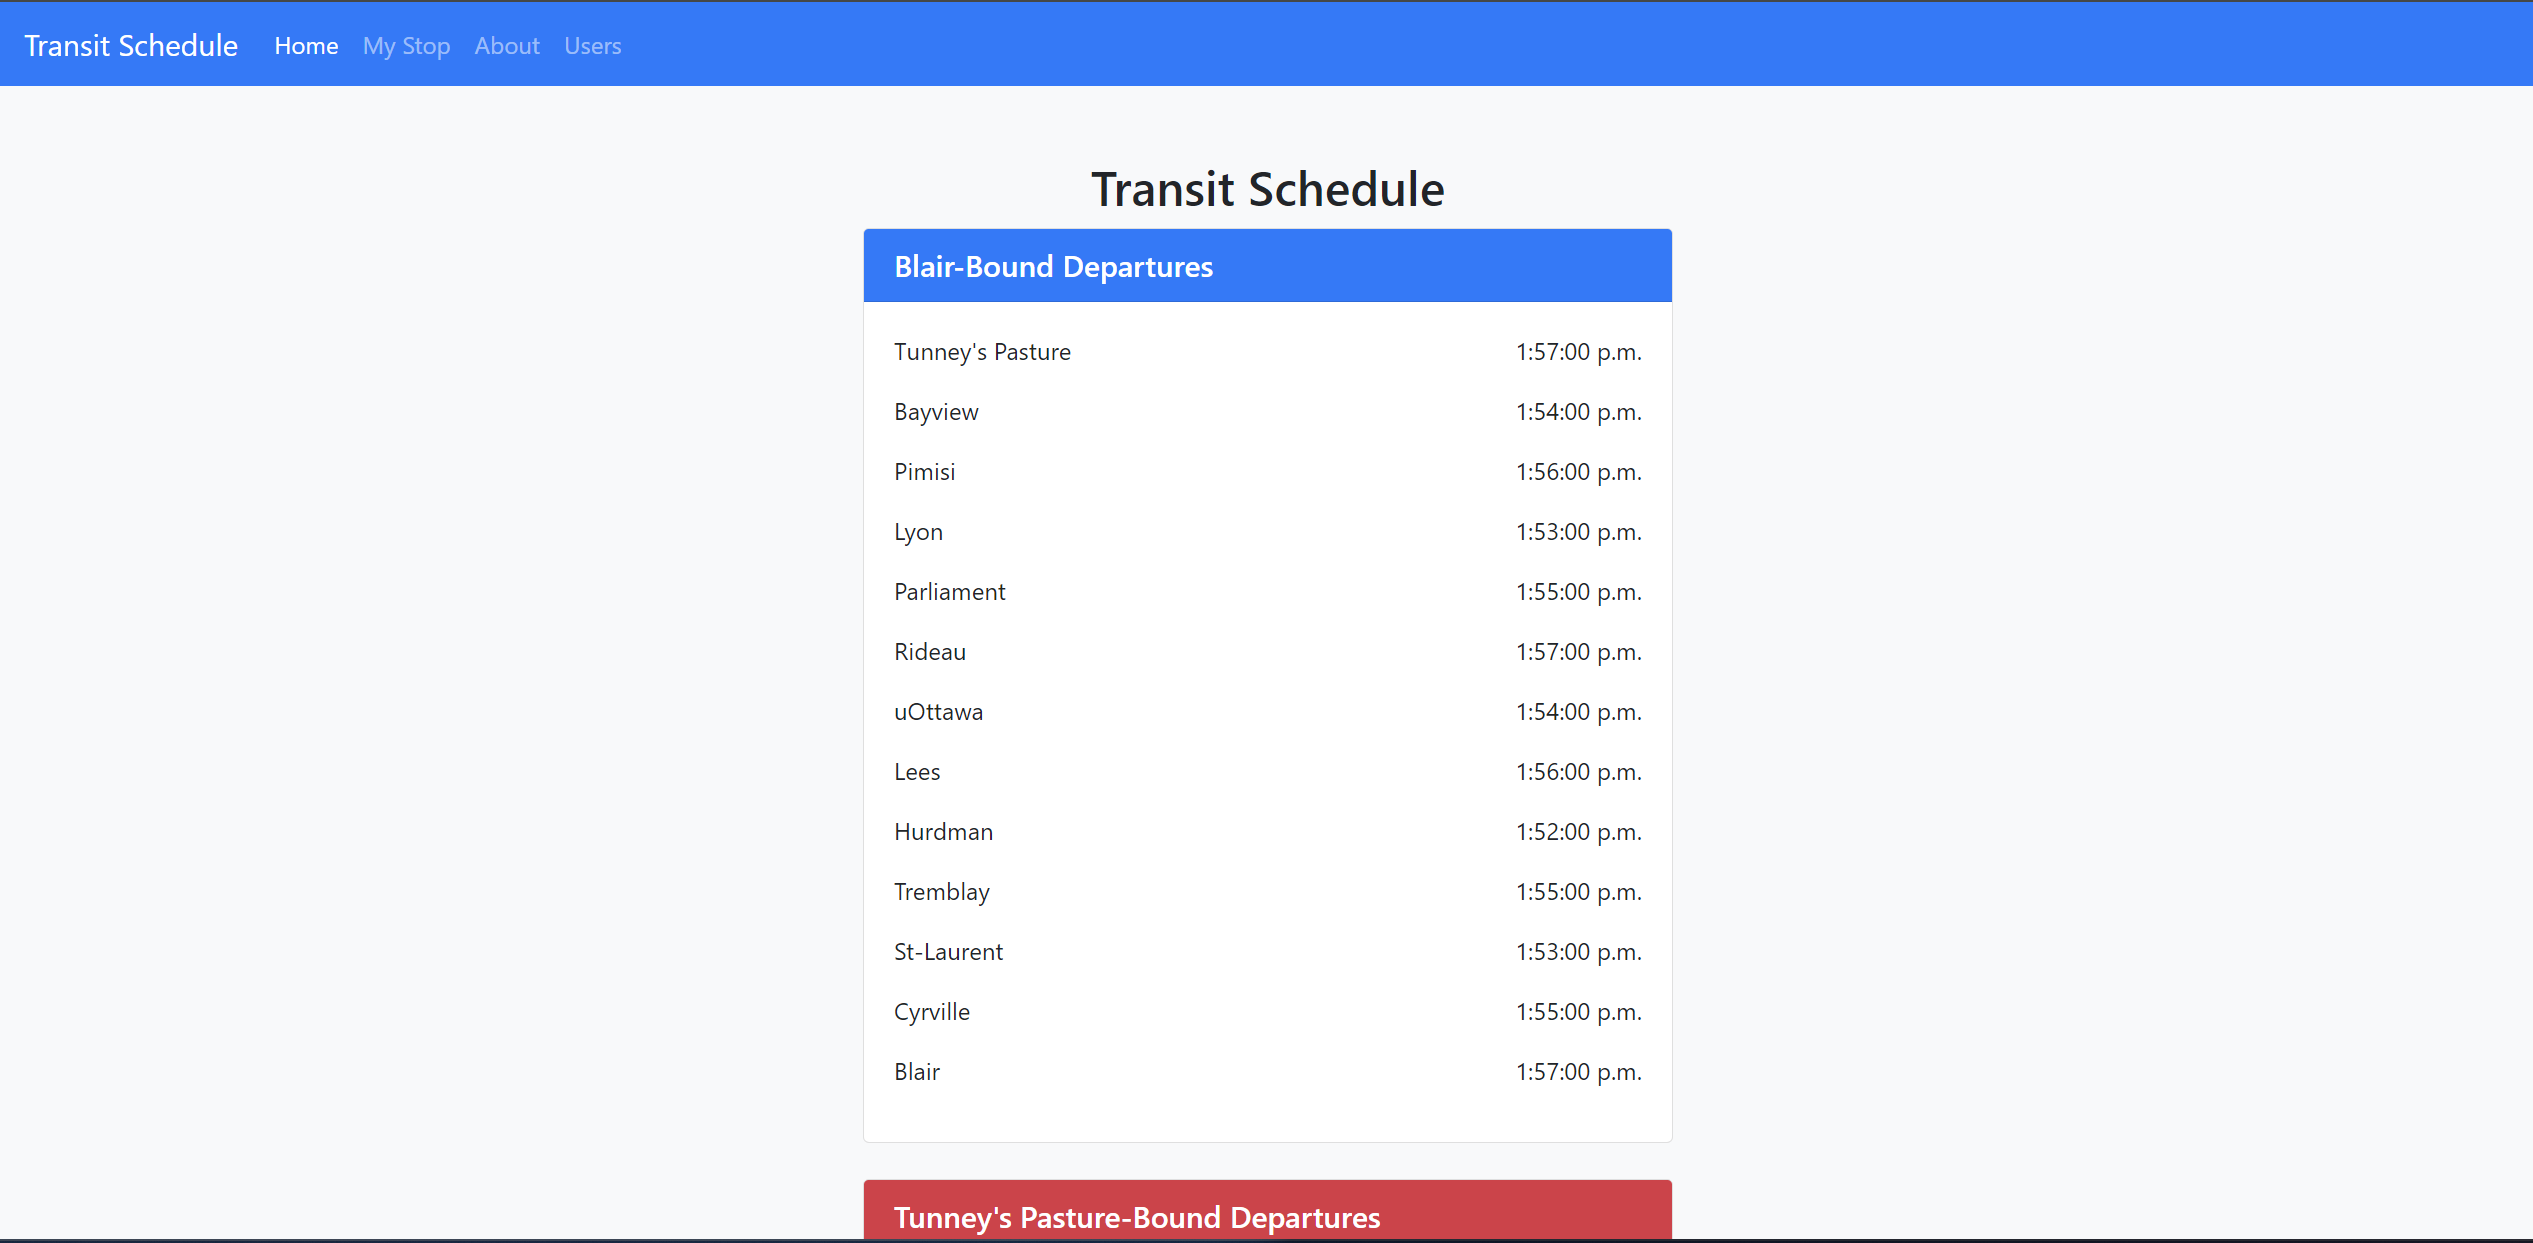 Transit Schedule Home My Stop About Users
Transit Schedule
Blair-Bound Departures
Tunney's Pasture 1:57:00 p.m.
Bayview 1:54:00 p.m.
Pimisi 1:56:00 p.m.
Lyon 1:53:00 p.m.
Parliament 1:55:00 p.m.
Rideau 1:57:00 p.m.
uOttawa 1:54:00 p.m.
Lees 1:56:00 p.m.
Hurdman 1:52:00 p.m.
Tremblay 1:55:00 p.m.
St-Laurent 1:53:00 p.m.
Cyrville 1:55:00 p.m.
Blair 1:57:00 p.m.
Tunney's Pasture-Bound Departures